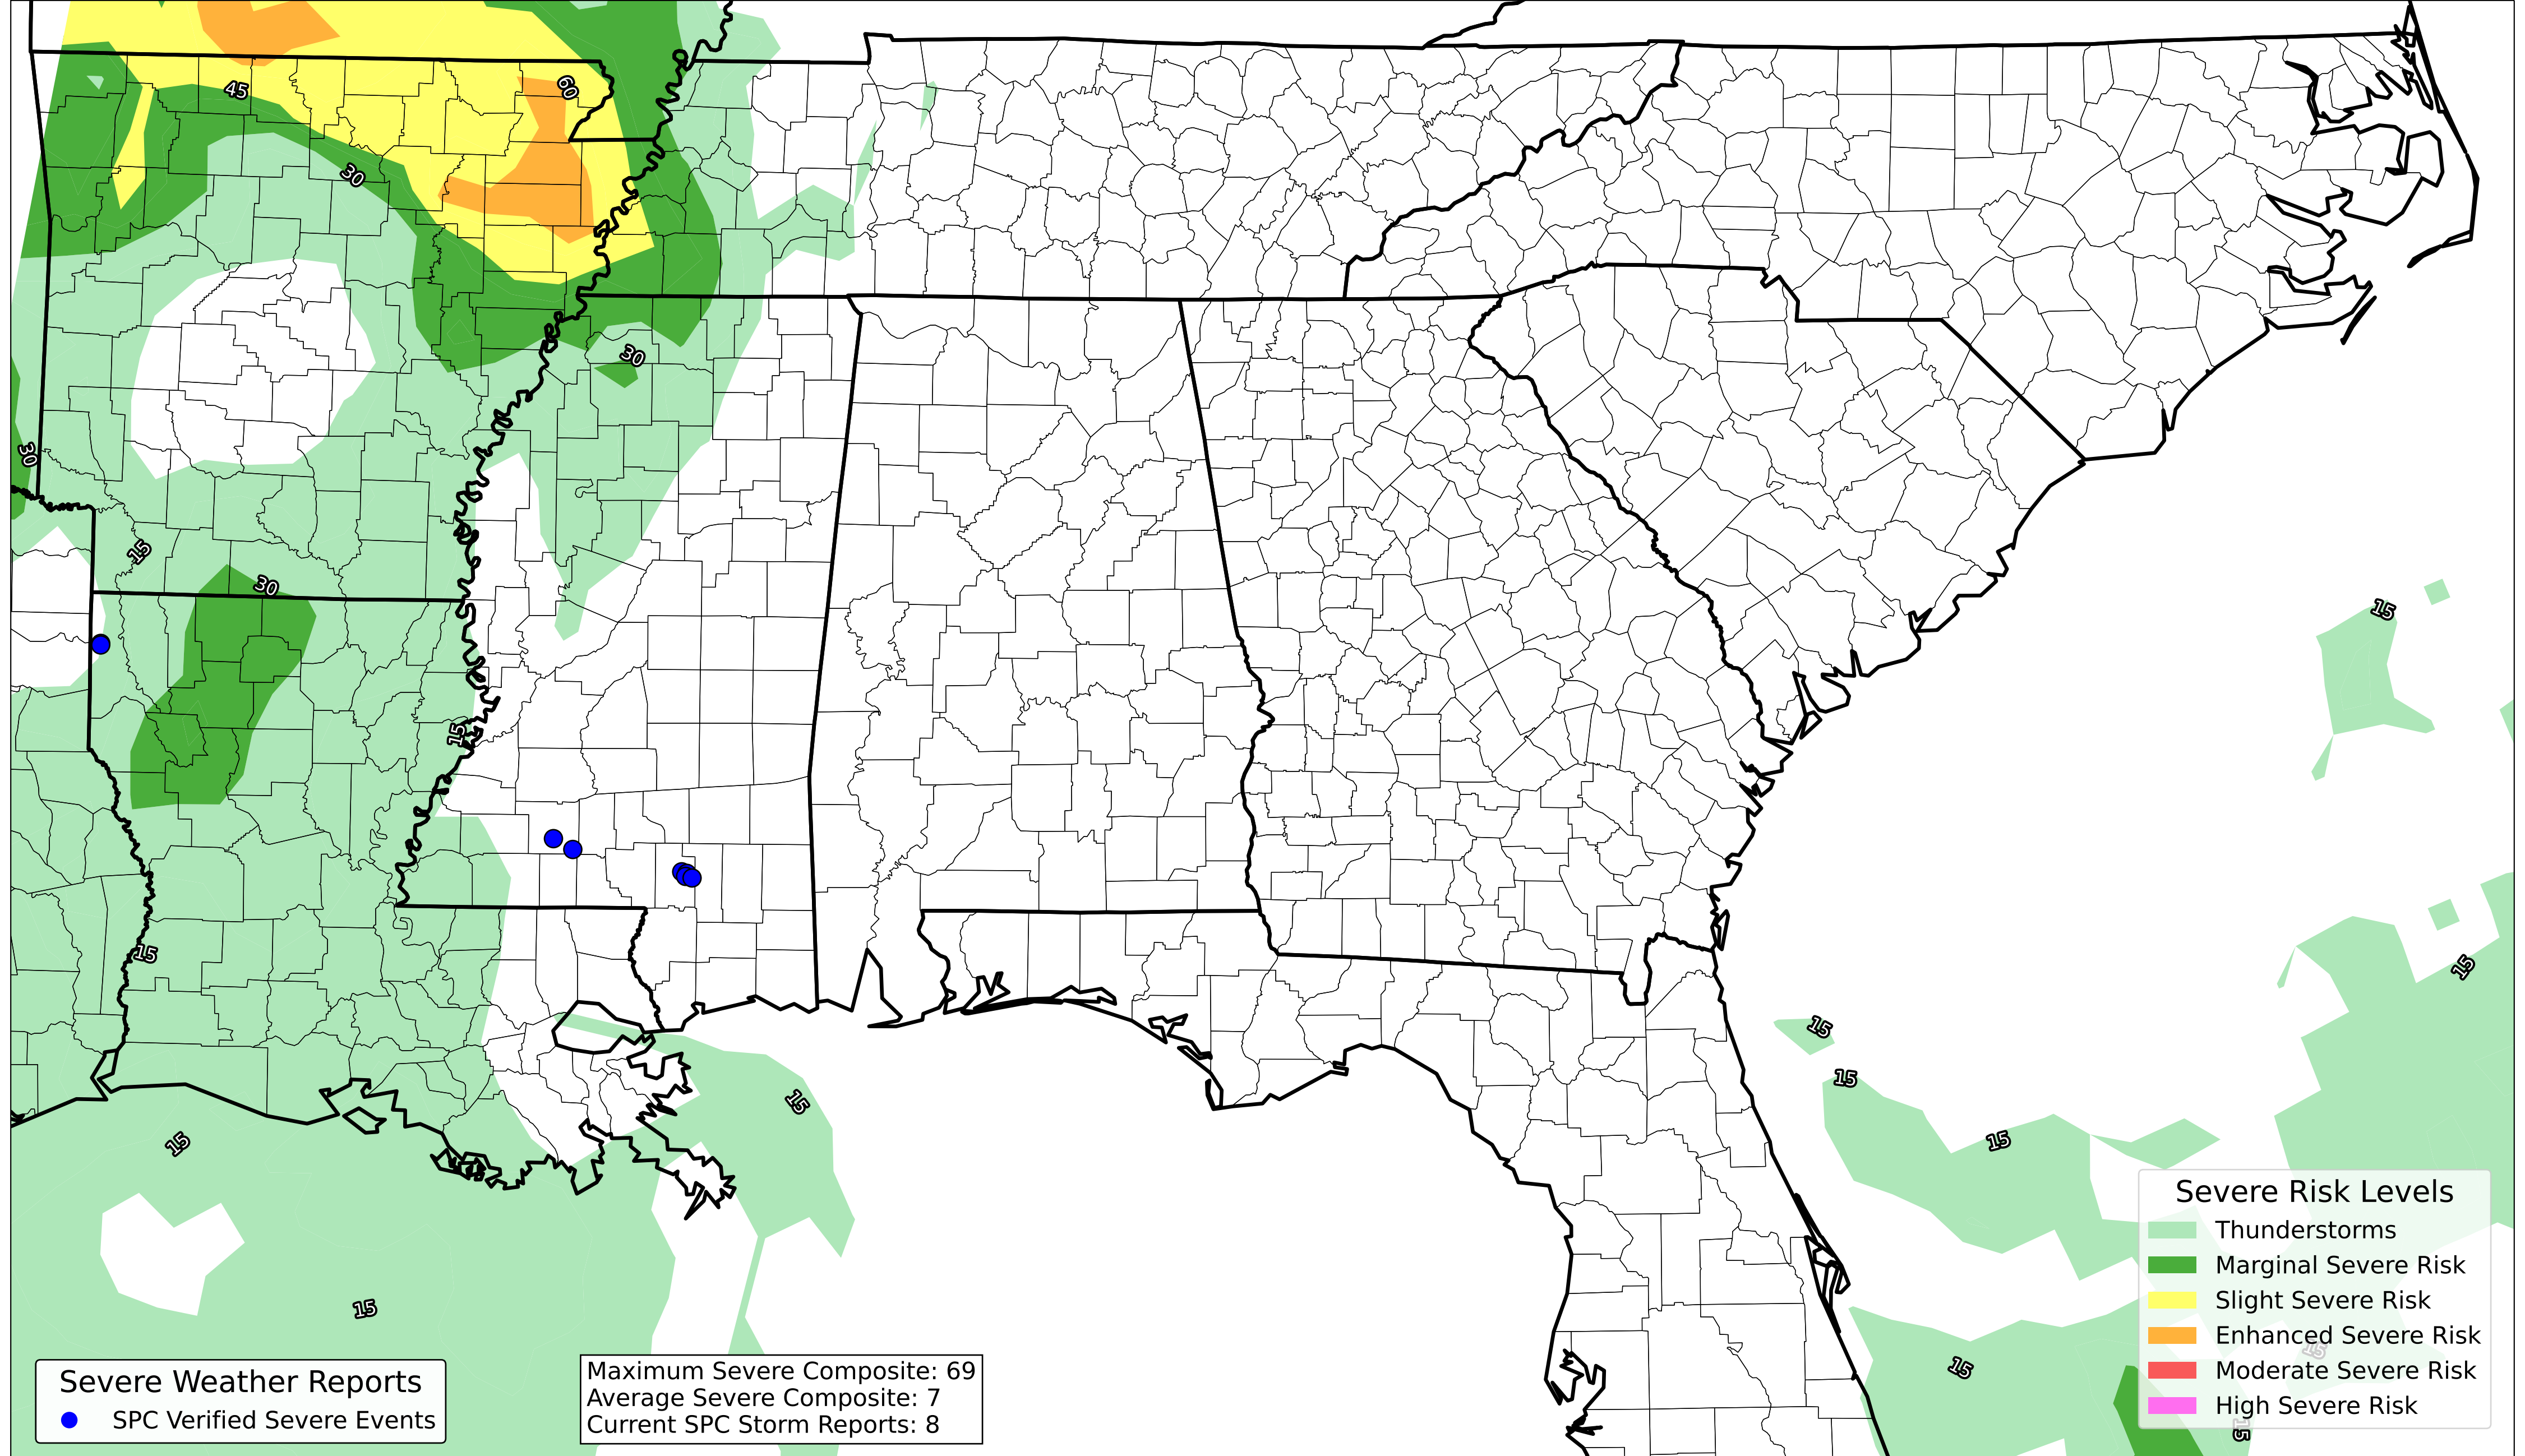 45
60
30
30
30
15
30
15
15
15
15
15
15
15
15
15
15
15
15
15
Severe Risk Levels
Thunderstorms
Marginal Severe Risk
Slight Severe Risk
Enhanced Severe Risk
Moderate Severe Risk
High Severe Risk
15
Severe Weather Reports
SPC Verified Severe Events
Maximum Severe Composite: 69
Average Severe Composite: 7
Current SPC Storm Reports: 8